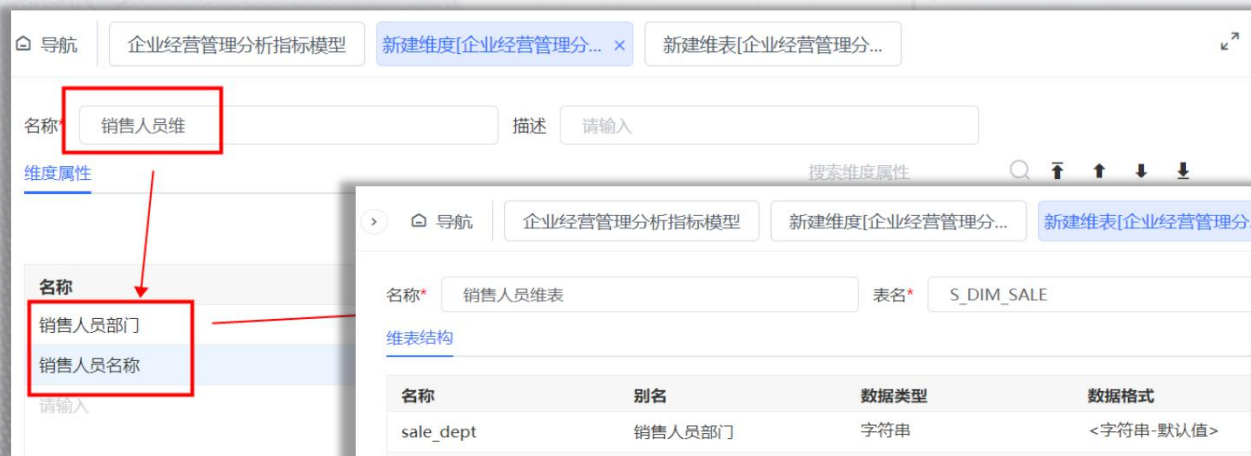 导航 企业经营管理分析指标模型 新建维度[企业经营管理分... × 新建维表[企业经营管理分...
名称* 销售人员维 描述 请输入
维度属性 搜索维度属性
名称
销售人员部门
销售人员名称
请输入
导航 企业经营管理分析指标模型 新建维度[企业经营管理分... 新建维表[企业经营管理分
名称* 销售人员维表 表名* S_DIM_SALE
维表结构
名称 别名 数据类型 数据格式
sale_dept 销售人员部门 字符串 <字符串-默认值>